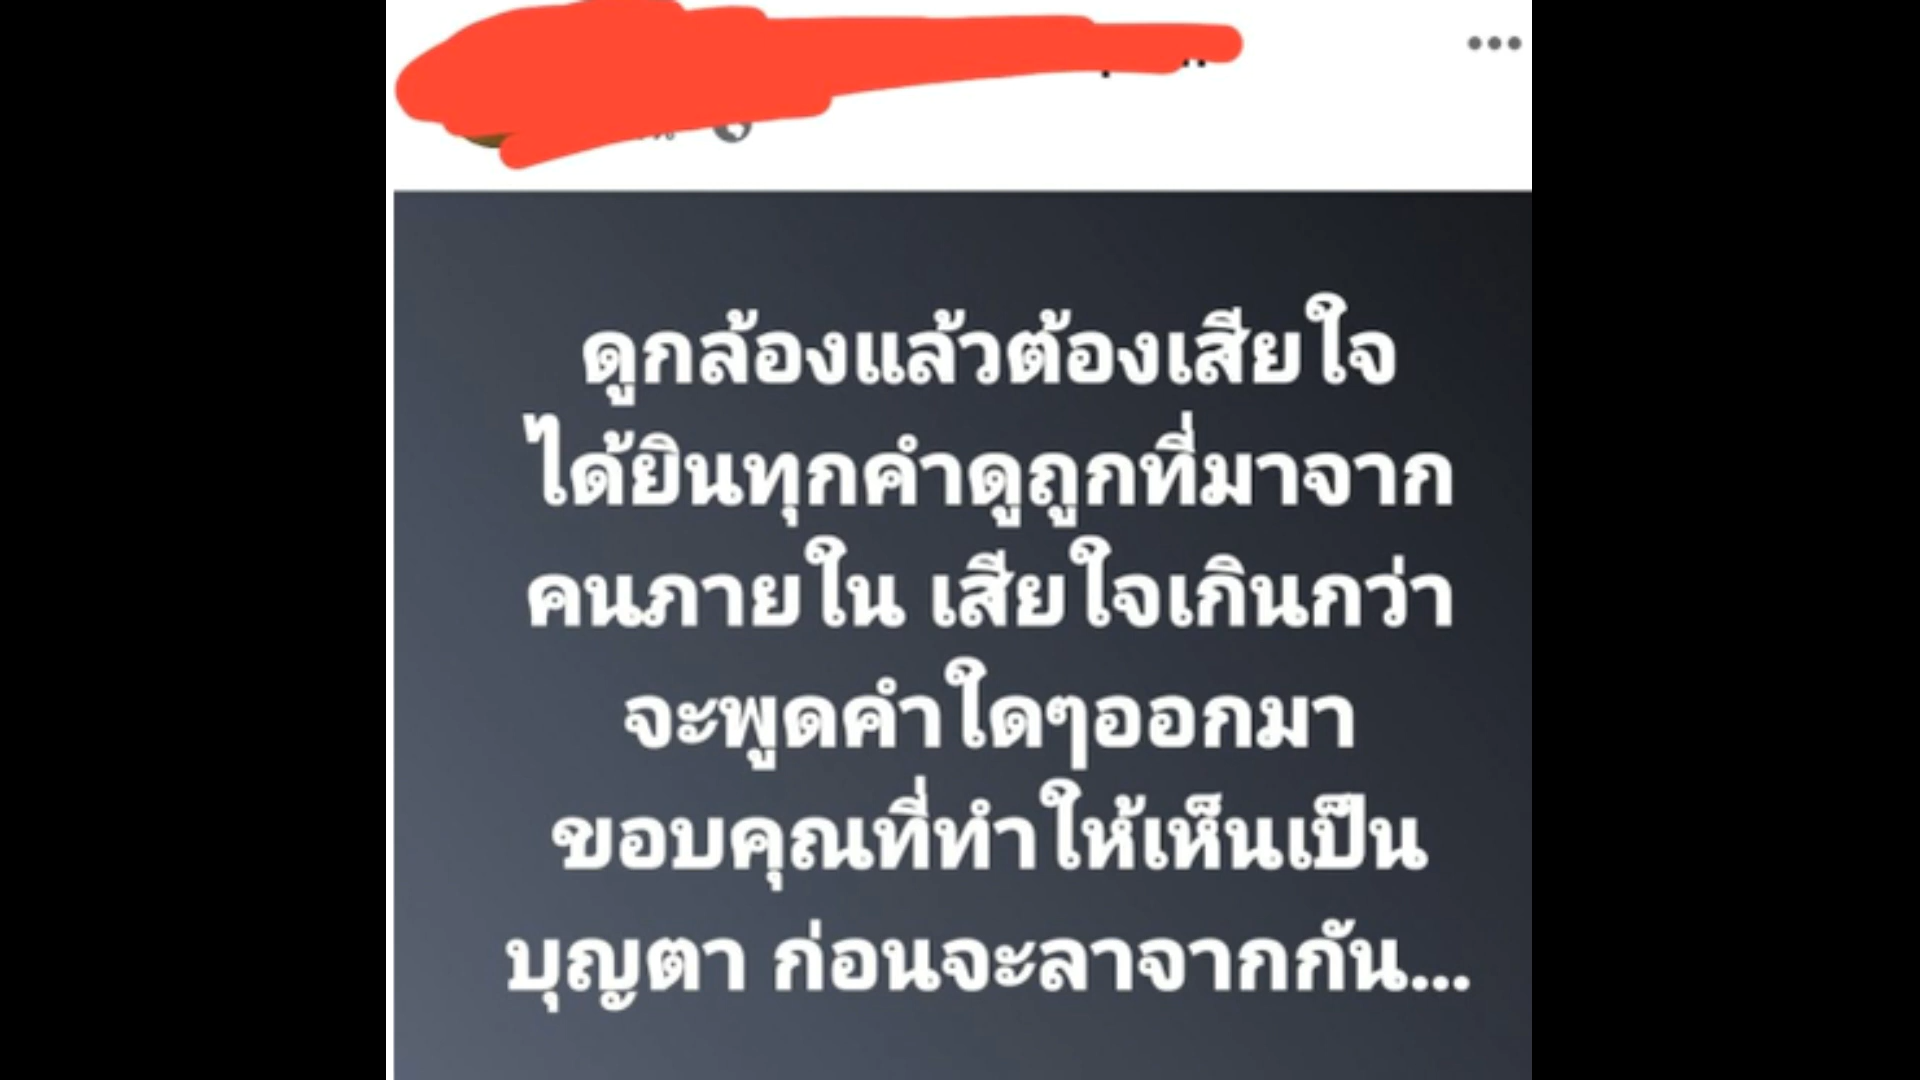 ดูกล้องแล้วต้องเสียใจ
ได้ยินทุกคำดูถูกที่มาจาก
คนภายใน เสียใจเกินกว่า
จะพูดคำใดๆออกมา
ขอบคุณที่ทำให้เห็นเป็น
บุญตา ก่อนจะลาจากกัน...